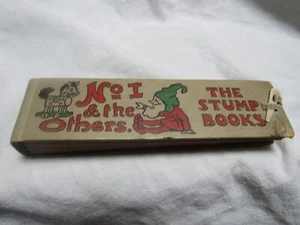 No I
& the
Others.
THE
STUMP
BOOKS